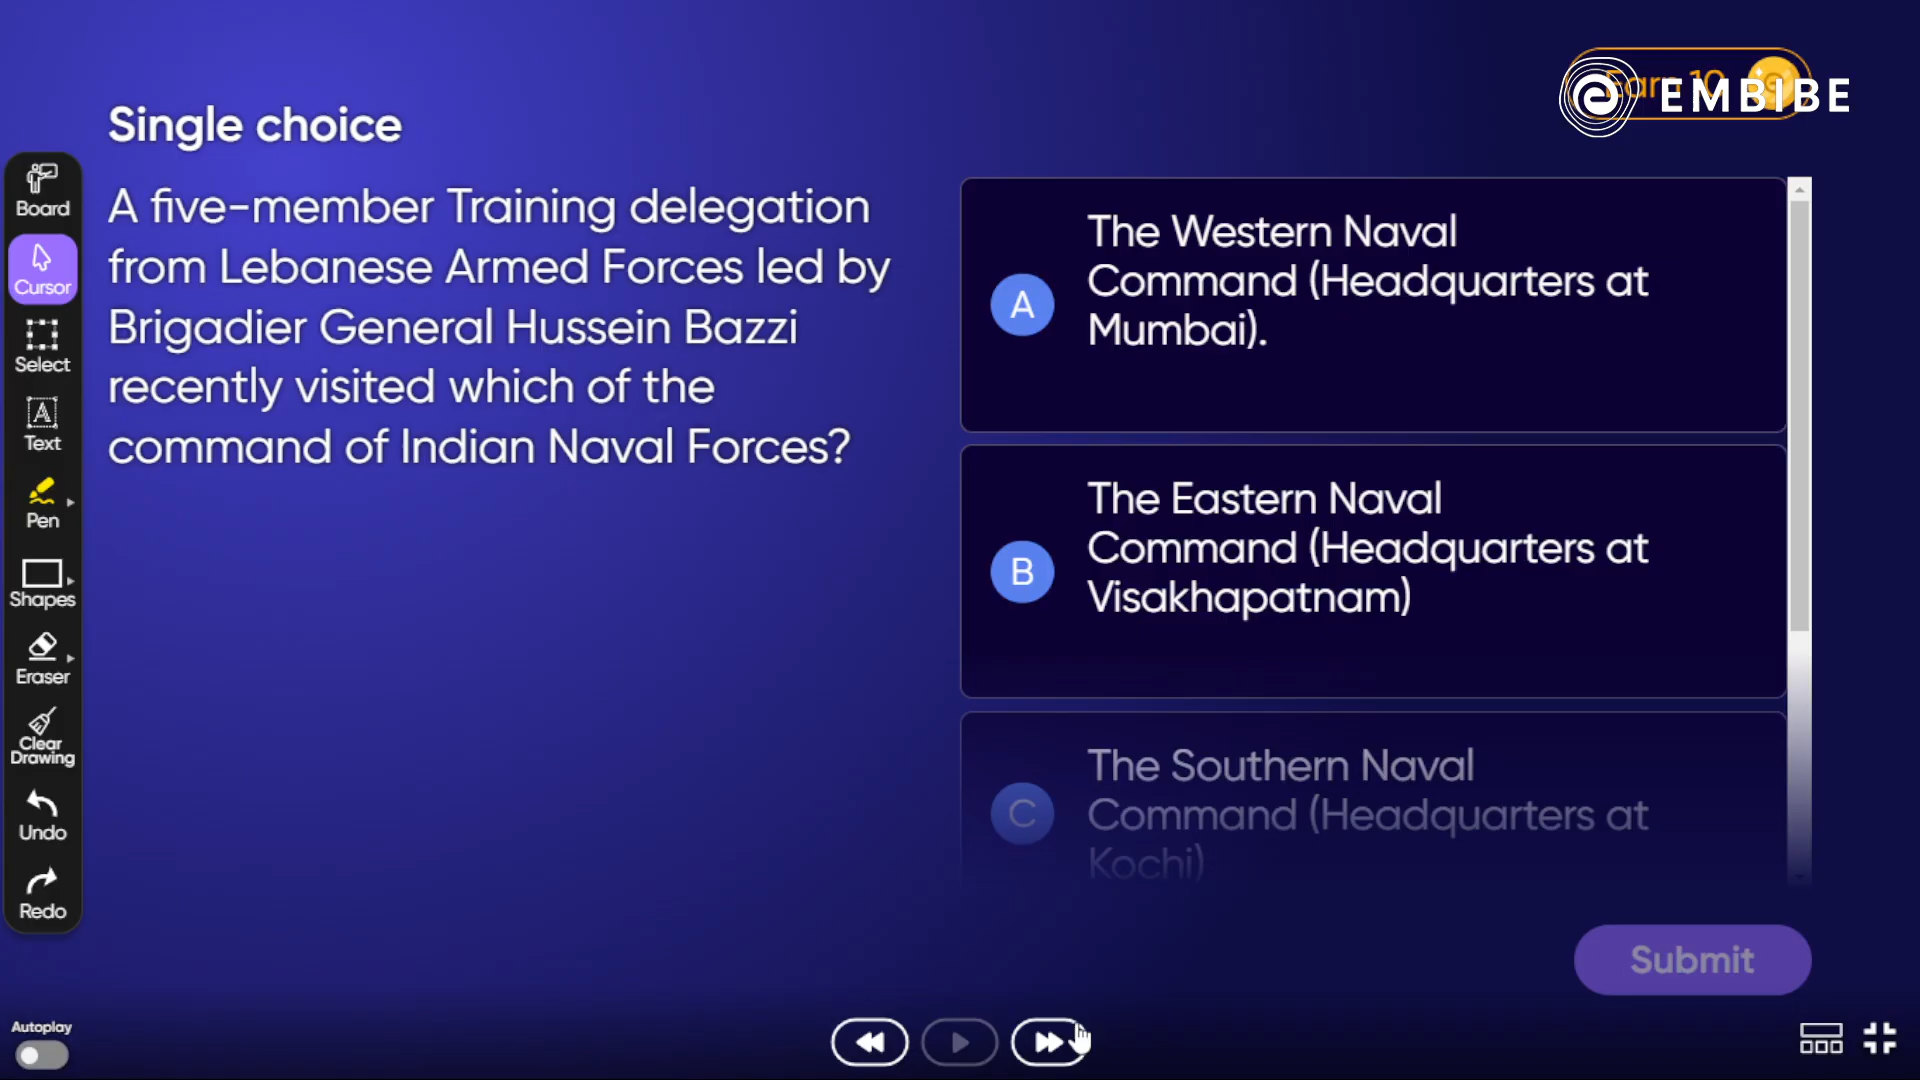 Earn 10
EMBIBE
Single choice
A five-member Training delegation
from Lebanese Armed Forces led by
Brigadier General Hussein Bazzi
recently visited which of the
command of Indian Naval Forces?
A
The Western Naval
Command (Headquarters at
Mumbai).
B
The Eastern Naval
Command (Headquarters at
Visakhapatnam)
C
The Southern Naval
Command (Headquarters at
Kochi)
Submit
Board
Cursor
Select
Text
Pen
Shapes
Eraser
Clear
Drawing
Undo
Redo
Autoplay